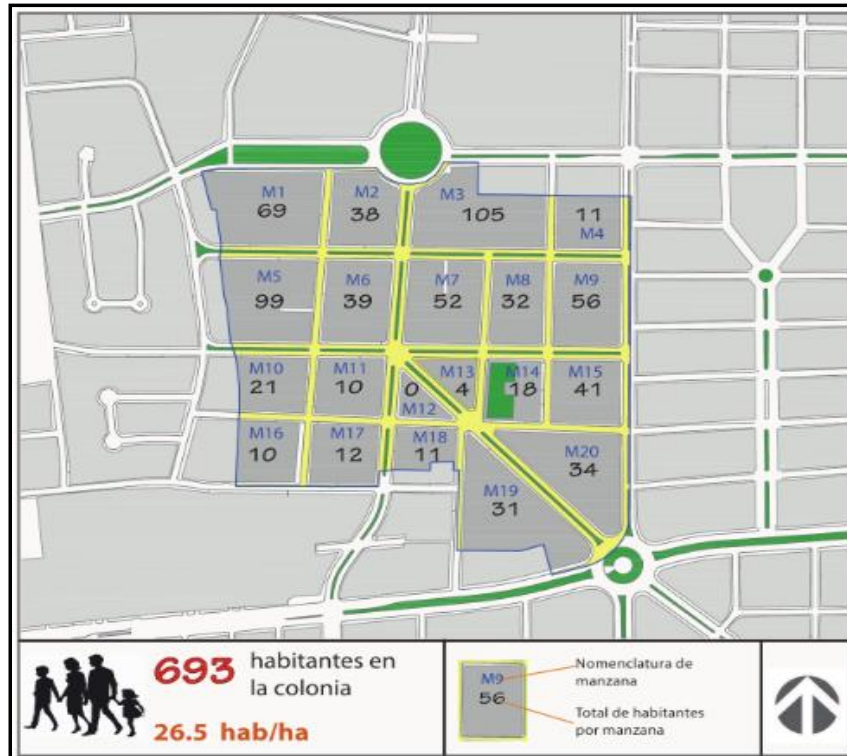 M1
69
M2
38
M3
105
11
M4
M5
99
M6
39
M7
52
M8
32
M9
56
M10
21
M11
10
0
M12
M13
4
M14
18
M15
41
M16
10
M17
12
M18
11
M19
31
M20
34
693 habitantes en
la colonia
26.5 hab/ha
M9
56
Nomenclatura de
manzana
Total de habitantes
por manzana